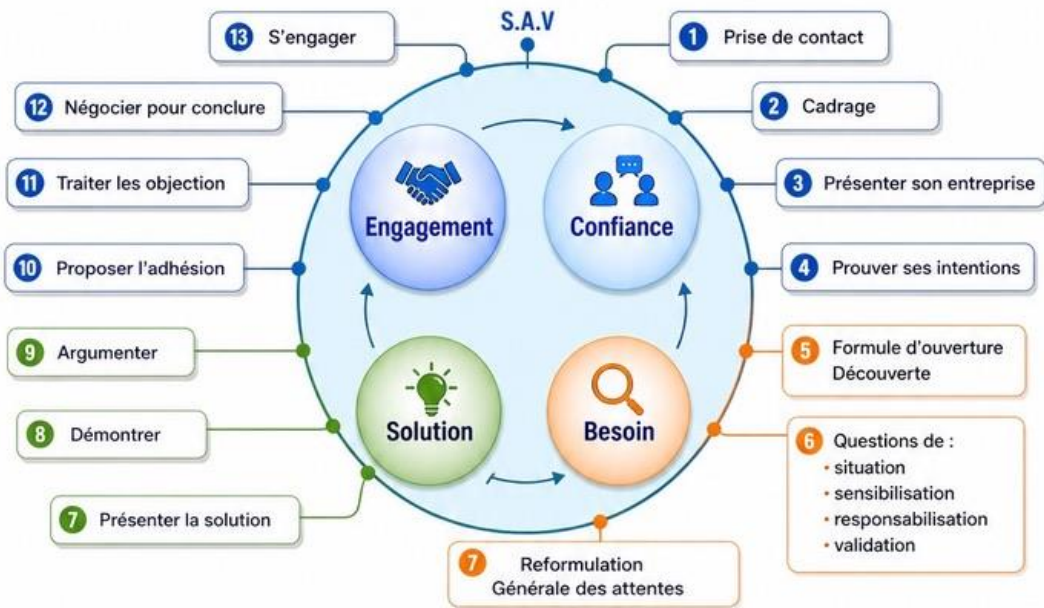 S.A.V
1 Prise de contact
2 Cadrage
3 Présenter son entreprise
4 Prouver ses intentions
5 Formule d'ouverture
Découverte
6 Questions de :
• situation
• sensibilisation
• responsabilisation
• validation
7 Reformulation
Générale des attentes
7 Présenter la solution
8 Démontrer
9 Argumenter
10 Proposer l'adhésion
11 Traiter les objection
12 Négocier pour conclure
13 S'engager
Engagement
Confiance
Solution
Besoin